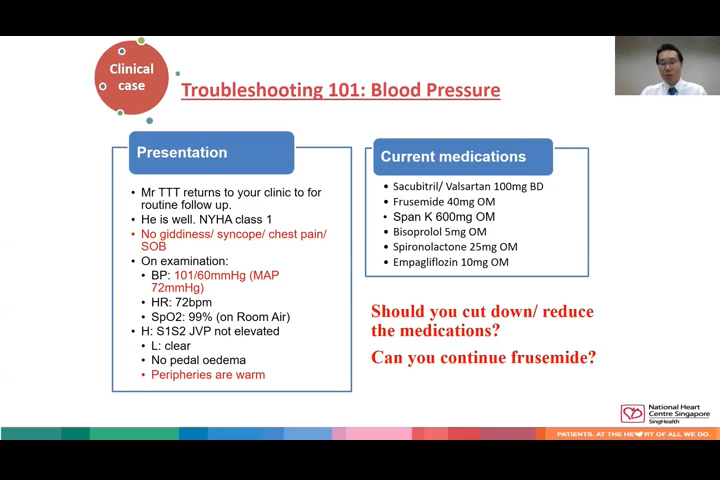 Clinical
case
Troubleshooting 101: Blood Pressure
Presentation
• Mr TTT returns to your clinic to for
routine follow up.
• He is well. NYHA class 1
• No giddiness/ syncope/ chest pain/
SOB
• On examination:
• BP: 101/60mmHg (MAP
72mmHg)
• HR: 72bpm
• SpO2: 99% (on Room Air)
• H: S1S2 JVP not elevated
• L: clear
• No pedal oedema
• Peripheries are warm
Current medications
• Sacubitril/ Valsartan 100mg BD
• Frusemide 40mg OM
• Span K 600mg OM
• Bisoprolol 5mg OM
• Spironolactone 25mg OM
• Empagliflozin 10mg OM
Should you cut down/ reduce
the medications?
Can you continue frusemide?
National Heart
Centre Singapore
SingHealth
PATIENTS. AT THE HEART OF ALL WE DO.